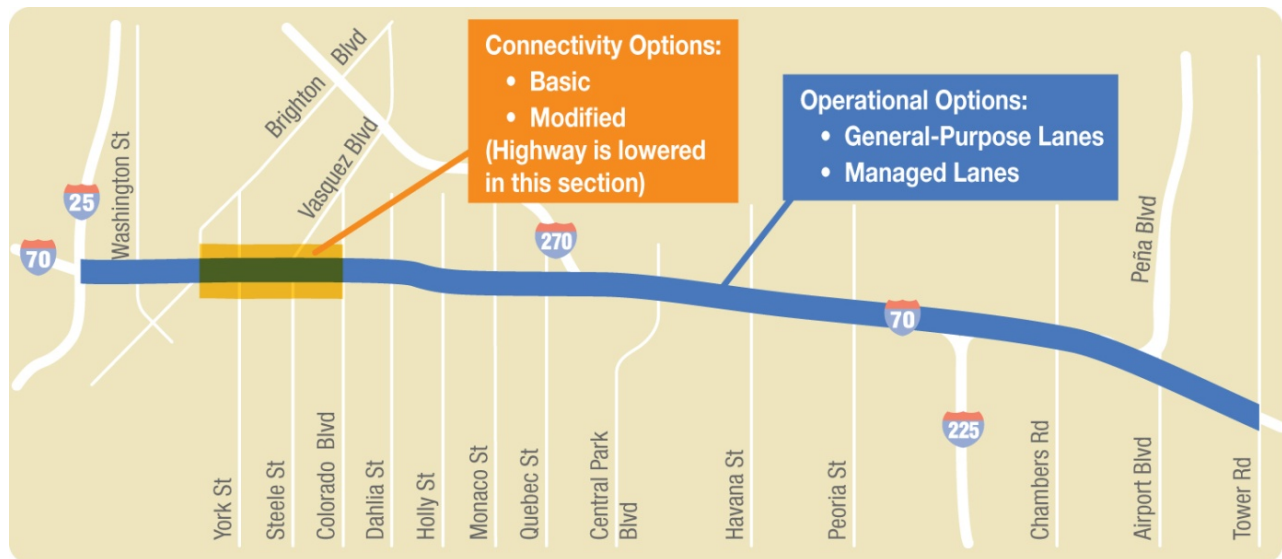 Connectivity Options:
• Basic
• Modified
(Highway is lowered
in this section)
Operational Options:
• General-Purpose Lanes
• Managed Lanes
Brighton Blvd
Vasquez Blvd
Washington St
25
70
270
Peña Blvd
70
225
York St
Steele St
Colorado Blvd
Dahlia St
Holly St
Monaco St
Quebec St
Central Park
Blvd
Havana St
Peoria St
Chambers Rd
Airport Blvd
Tower Rd